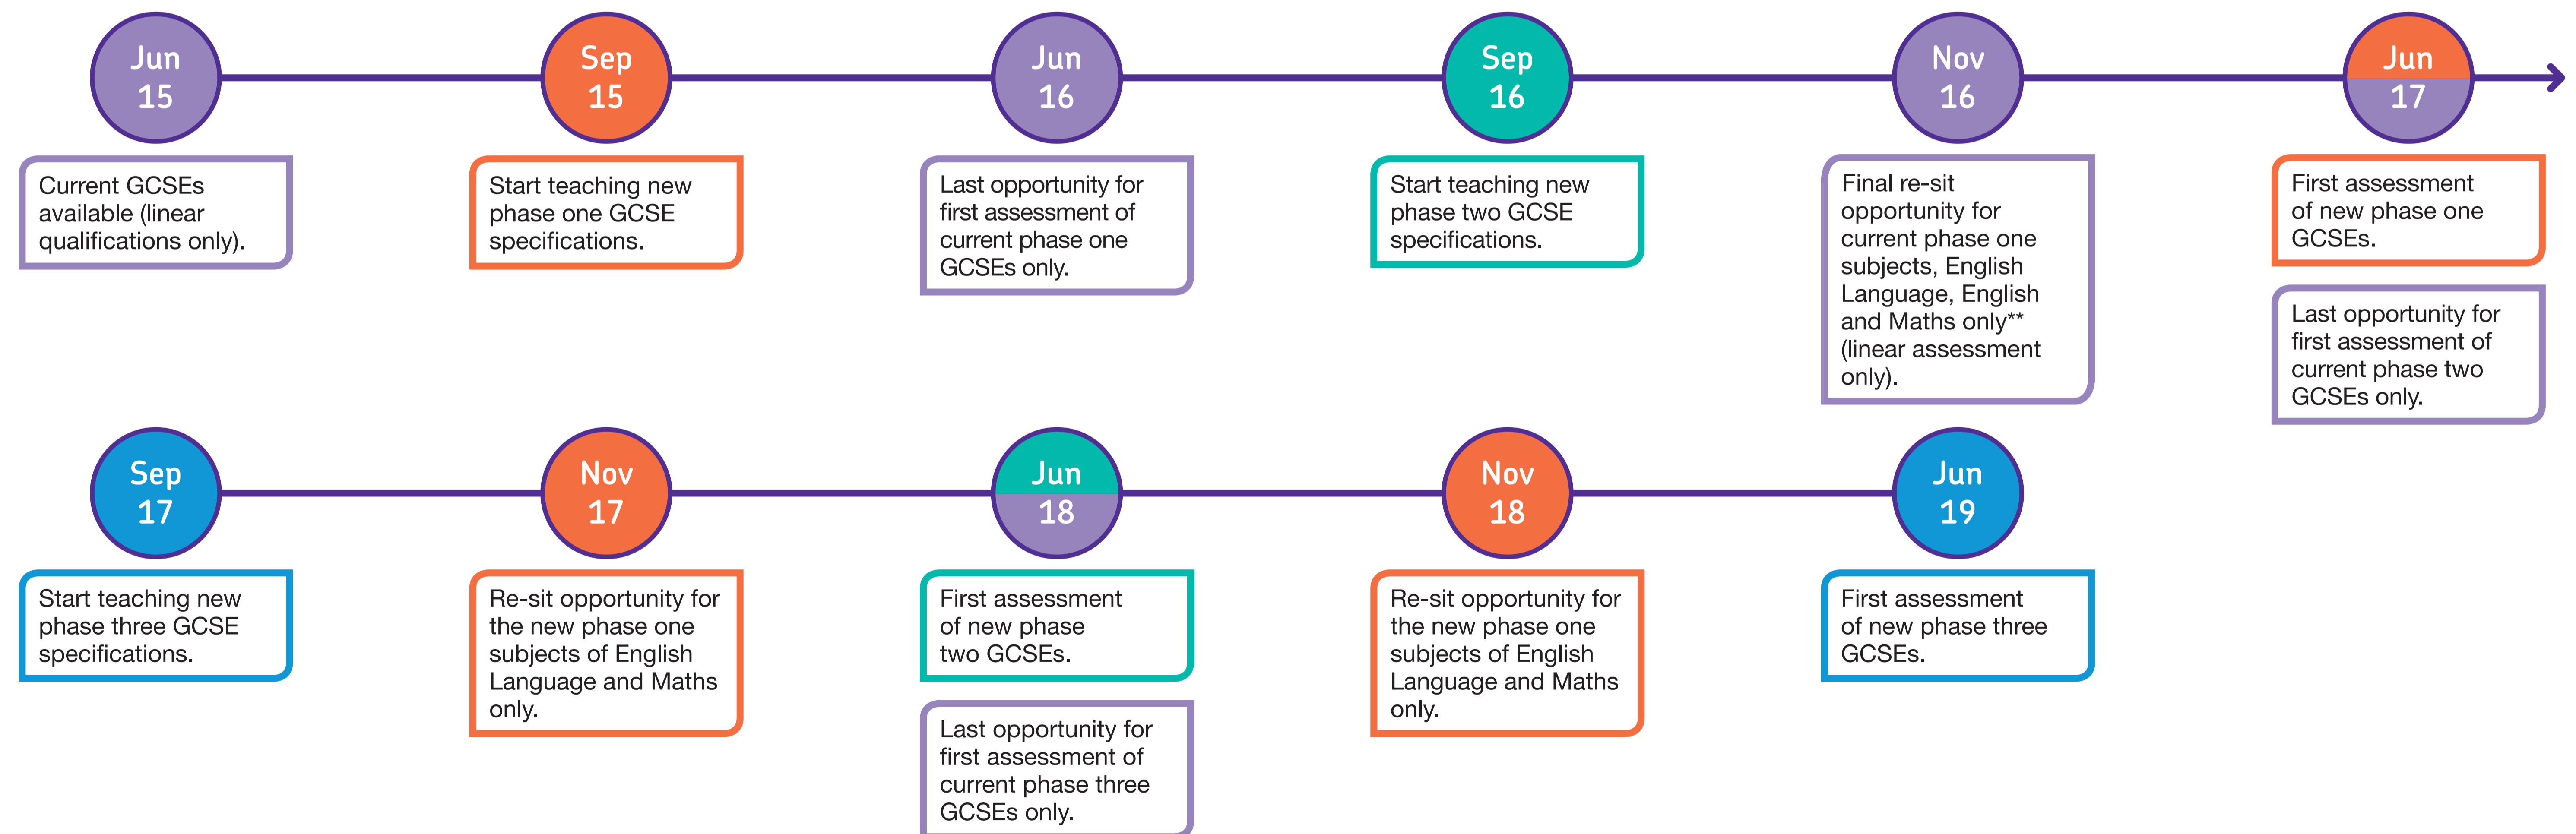 Jun
15
Sep
15
Jun
16
Sep
16
Nov
16
Jun
17
Current GCSEs
available (linear
qualifications only).
Start teaching new
phase one GCSE
specifications.
Last opportunity for
first assessment of
current phase one
GCSEs only.
Start teaching new
phase two GCSE
specifications.
Final re-sit
opportunity for
current phase one
subjects, English
Language, English
and Maths only**
(linear assessment
only).
First assessment
of new phase one
GCSEs.
Last opportunity for
first assessment of
current phase two
GCSEs only.
Sep
17
Nov
17
Jun
18
Nov
18
Jun
19
Start teaching new
phase three GCSE
specifications.
Re-sit opportunity for
the new phase one
subjects of English
Language and Maths
only.
First assessment
of new phase
two GCSEs.
Last opportunity for
first assessment of
current phase three
GCSEs only.
Re-sit opportunity for
the new phase one
subjects of English
Language and Maths
only.
First assessment
of new phase three
GCSEs.